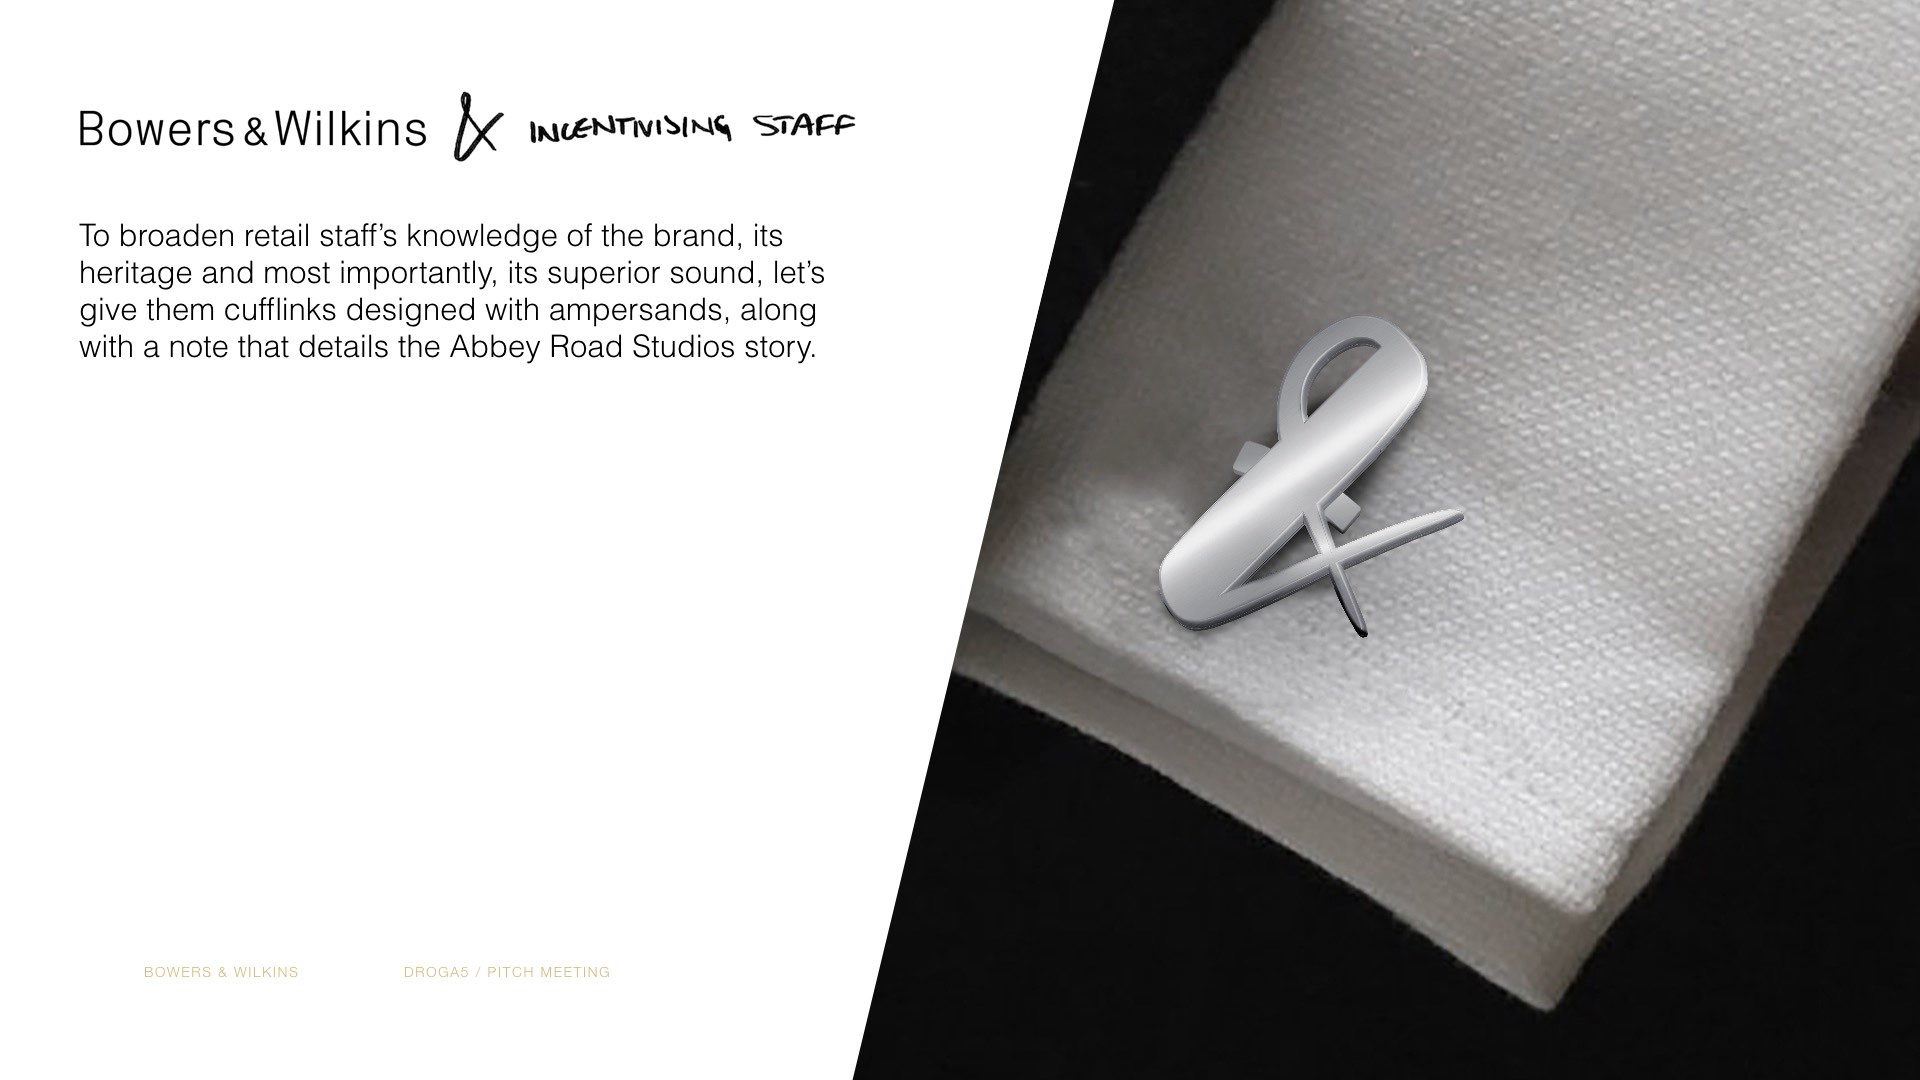 Bowers & Wilkins & INCENTIVISING STAFF
To broaden retail staff’s knowledge of the brand, its
heritage and most importantly, its superior sound, let’s
give them cufflinks designed with ampersands, along
with a note that details the Abbey Road Studios story.
&
BOWERS & WILKINS DROGA5 / PITCH MEETING